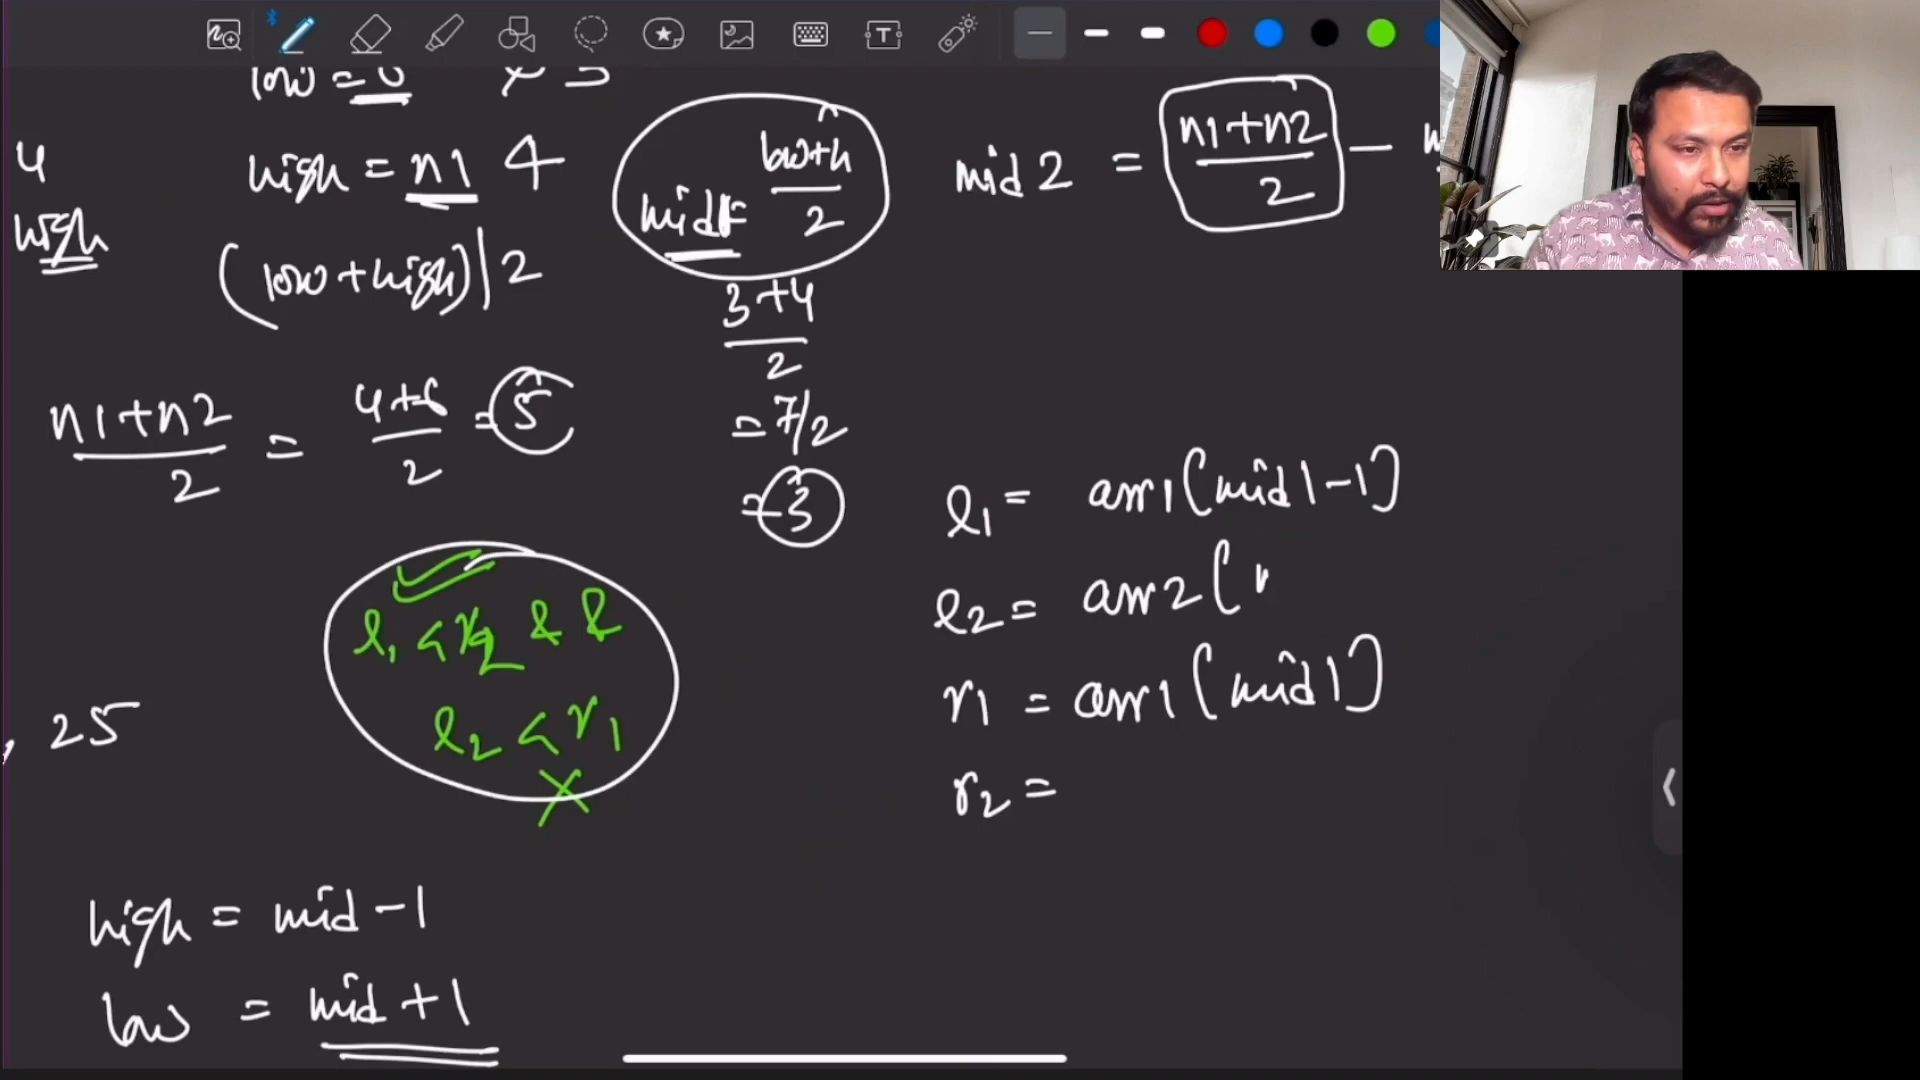 low = 0
4
high
high = n1 4
mid1 = low+h / 2
mid 2 = n1+n2 / 2 -
(low + high) | 2
3+4 / 2
n1+n2 / 2 = 4+6 / 2 = 5
= 7/2
= 3
l1 = arr1(mid1-1)
l2 = arr2(
l1 < r2 &&
l2 < r1
r1 = arr1(mid1)
25
r2 =
high = mid-1
low = mid+1